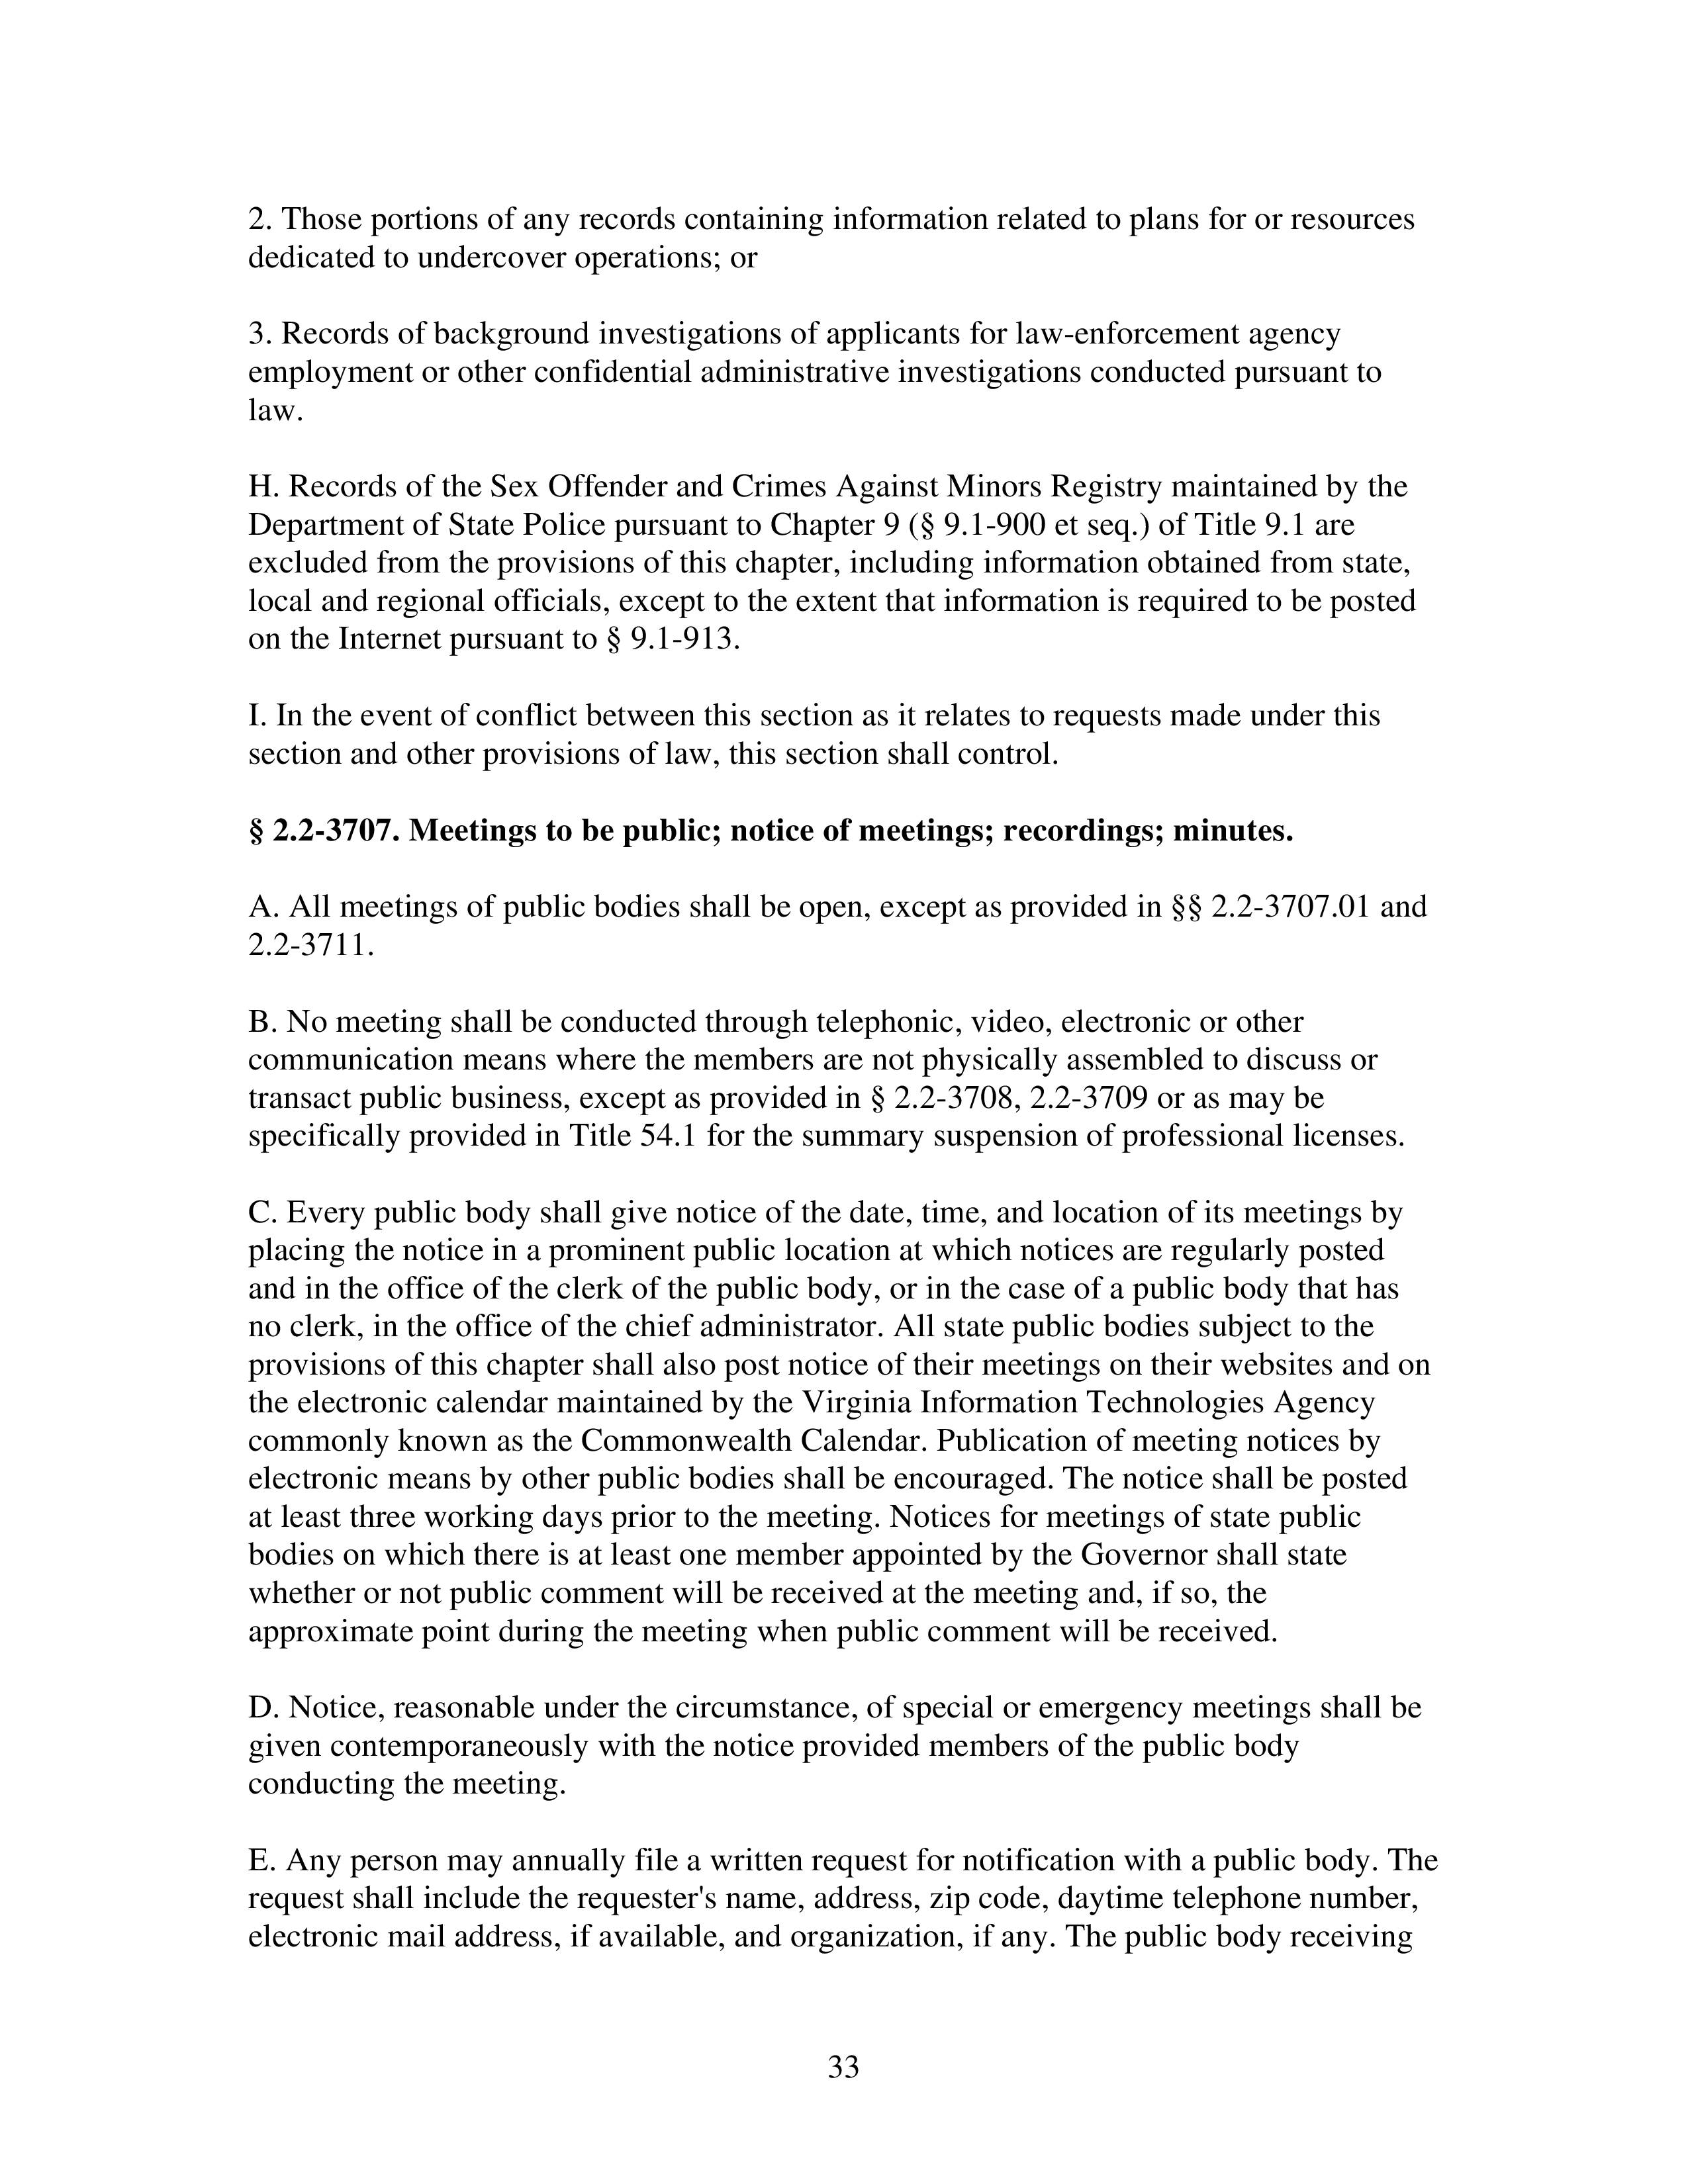 2. Those portions of any records containing information related to plans for or resources
dedicated to undercover operations; or
3. Records of background investigations of applicants for law-enforcement agency
employment or other confidential administrative investigations conducted pursuant to
law.
H. Records of the Sex Offender and Crimes Against Minors Registry maintained by the
Department of State Police pursuant to Chapter 9 (§ 9.1-900 et seq.) of Title 9.1 are
excluded from the provisions of this chapter, including information obtained from state,
local and regional officials, except to the extent that information is required to be posted
on the Internet pursuant to § 9.1-913.
I. In the event of conflict between this section as it relates to requests made under this
section and other provisions of law, this section shall control.
§ 2.2-3707. Meetings to be public; notice of meetings; recordings; minutes.
A. All meetings of public bodies shall be open, except as provided in §§ 2.2-3707.01 and
2.2-3711.
B. No meeting shall be conducted through telephonic, video, electronic or other
communication means where the members are not physically assembled to discuss or
transact public business, except as provided in § 2.2-3708, 2.2-3709 or as may be
specifically provided in Title 54.1 for the summary suspension of professional licenses.
C. Every public body shall give notice of the date, time, and location of its meetings by
placing the notice in a prominent public location at which notices are regularly posted
and in the office of the clerk of the public body, or in the case of a public body that has
no clerk, in the office of the chief administrator. All state public bodies subject to the
provisions of this chapter shall also post notice of their meetings on their websites and on
the electronic calendar maintained by the Virginia Information Technologies Agency
commonly known as the Commonwealth Calendar. Publication of meeting notices by
electronic means by other public bodies shall be encouraged. The notice shall be posted
at least three working days prior to the meeting. Notices for meetings of state public
bodies on which there is at least one member appointed by the Governor shall state
whether or not public comment will be received at the meeting and, if so, the
approximate point during the meeting when public comment will be received.
D. Notice, reasonable under the circumstance, of special or emergency meetings shall be
given contemporaneously with the notice provided members of the public body
conducting the meeting.
E. Any person may annually file a written request for notification with a public body. The
request shall include the requester's name, address, zip code, daytime telephone number,
electronic mail address, if available, and organization, if any. The public body receiving
33